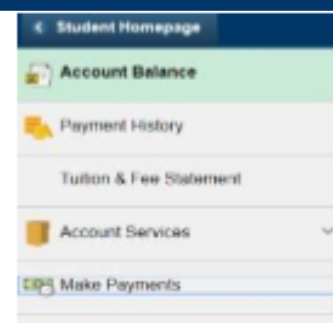 Student Homepage
Account Balance
Payment History
Tuition & Fee Statement
Account Services
Make Payments